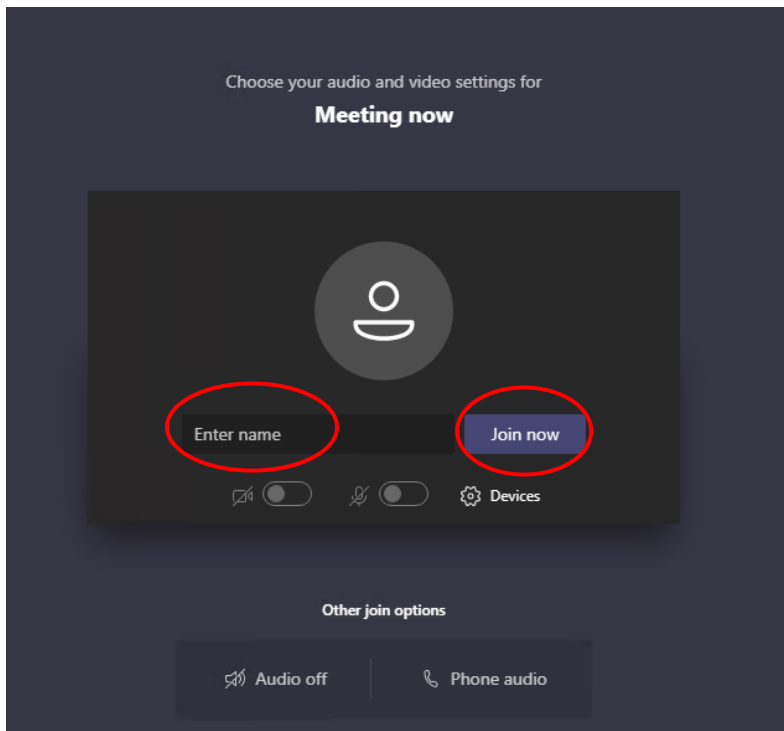 Choose your audio and video settings for
Meeting now
Enter name
Join now
Devices
Other join options
Audio off
Phone audio